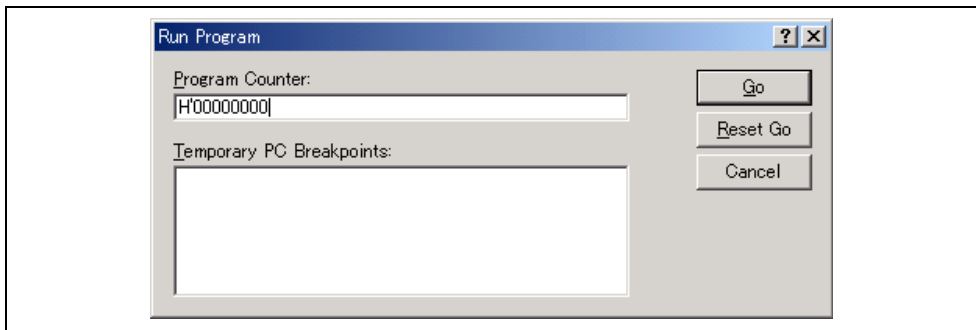 Run Program
Program Counter:
H'00000000
Temporary PC Breakpoints:
Go
Reset Go
Cancel